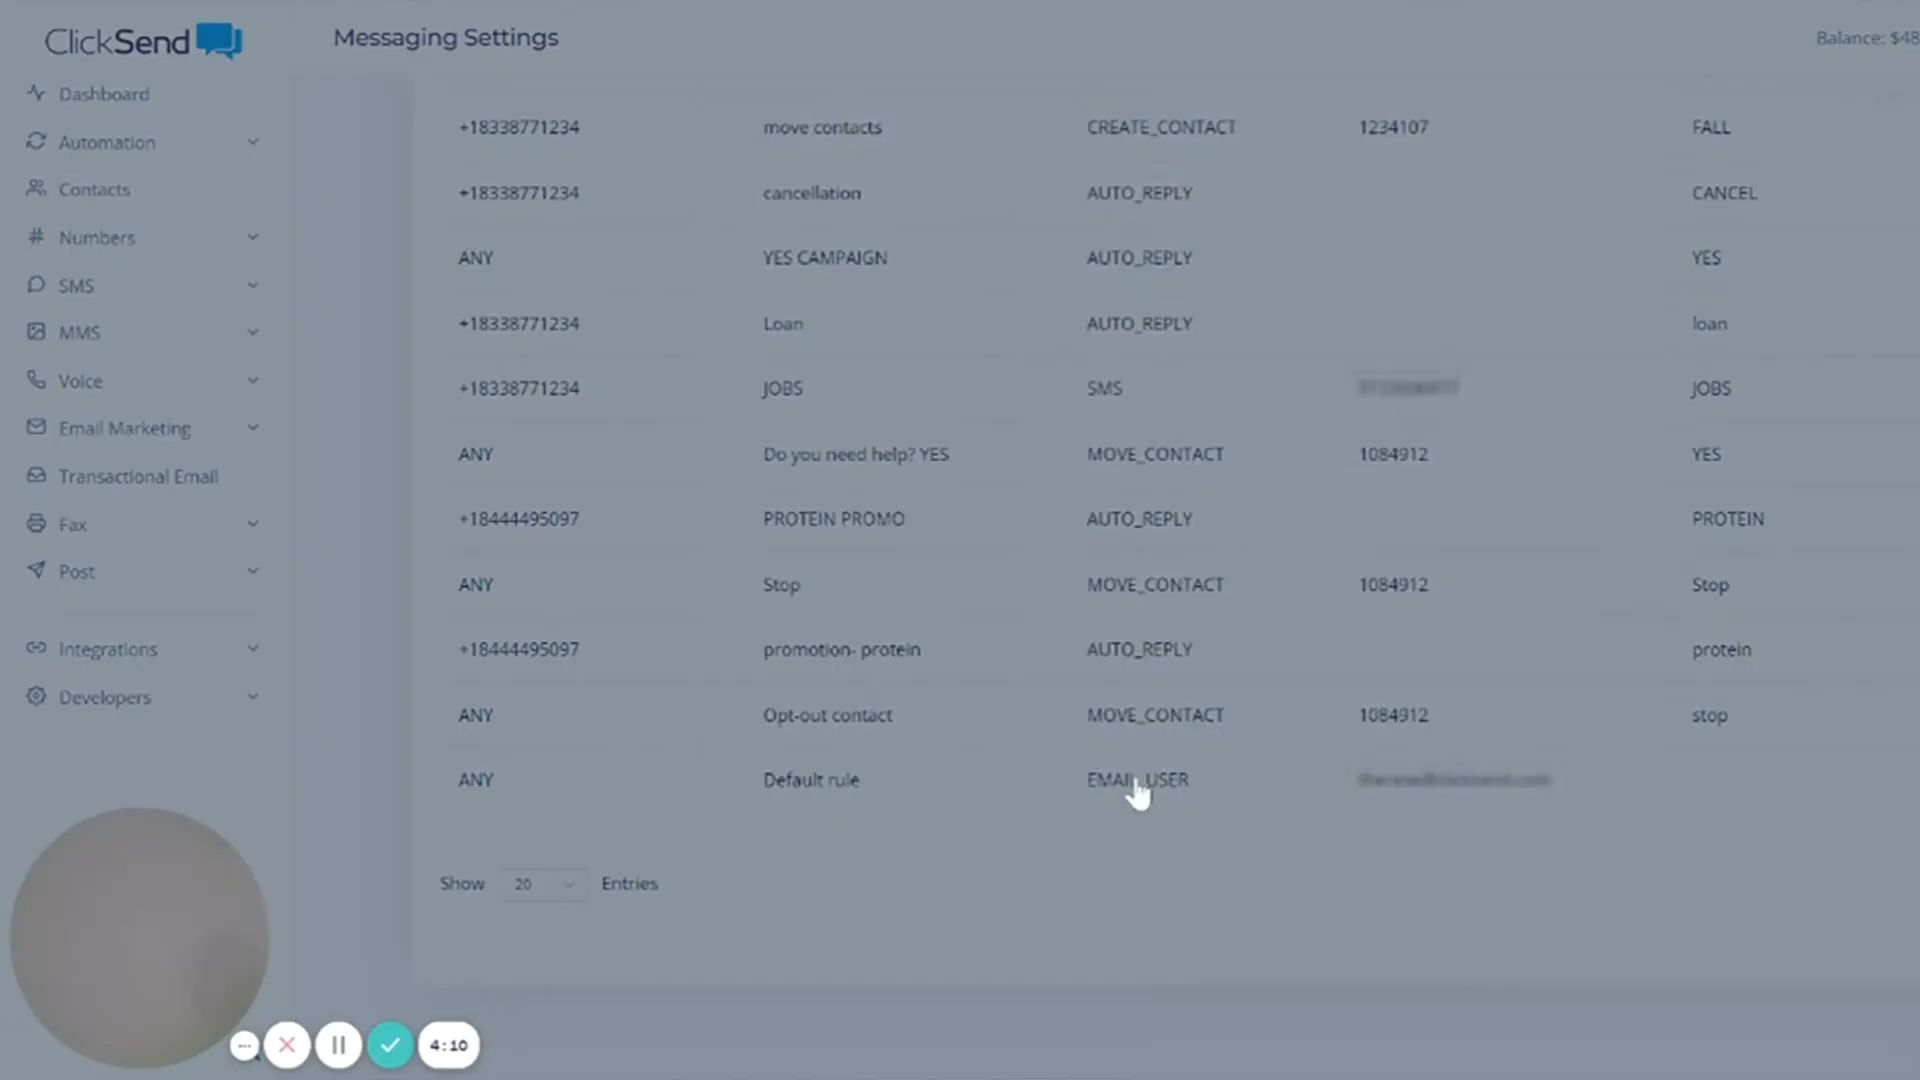 ClickSend
Messaging Settings
Balance: $48
Dashboard
Automation
Contacts
Numbers
SMS
MMS
Voice
Email Marketing
Transactional Email
Fax
Post
Integrations
Developers
+18338771234 move contacts CREATE_CONTACT 1234107 FALL
+18338771234 cancellation AUTO_REPLY CANCEL
ANY YES CAMPAIGN AUTO_REPLY YES
+18338771234 Loan AUTO_REPLY loan
+18338771234 JOBS SMS JOBS
ANY Do you need help? YES MOVE_CONTACT 1084912 YES
+18444495097 PROTEIN PROMO AUTO_REPLY PROTEIN
ANY Stop MOVE_CONTACT 1084912 Stop
+18444495097 promotion- protein AUTO_REPLY protein
ANY Opt-out contact MOVE_CONTACT 1084912 stop
ANY Default rule EMAIL_USER
Show 20 Entries
4:10